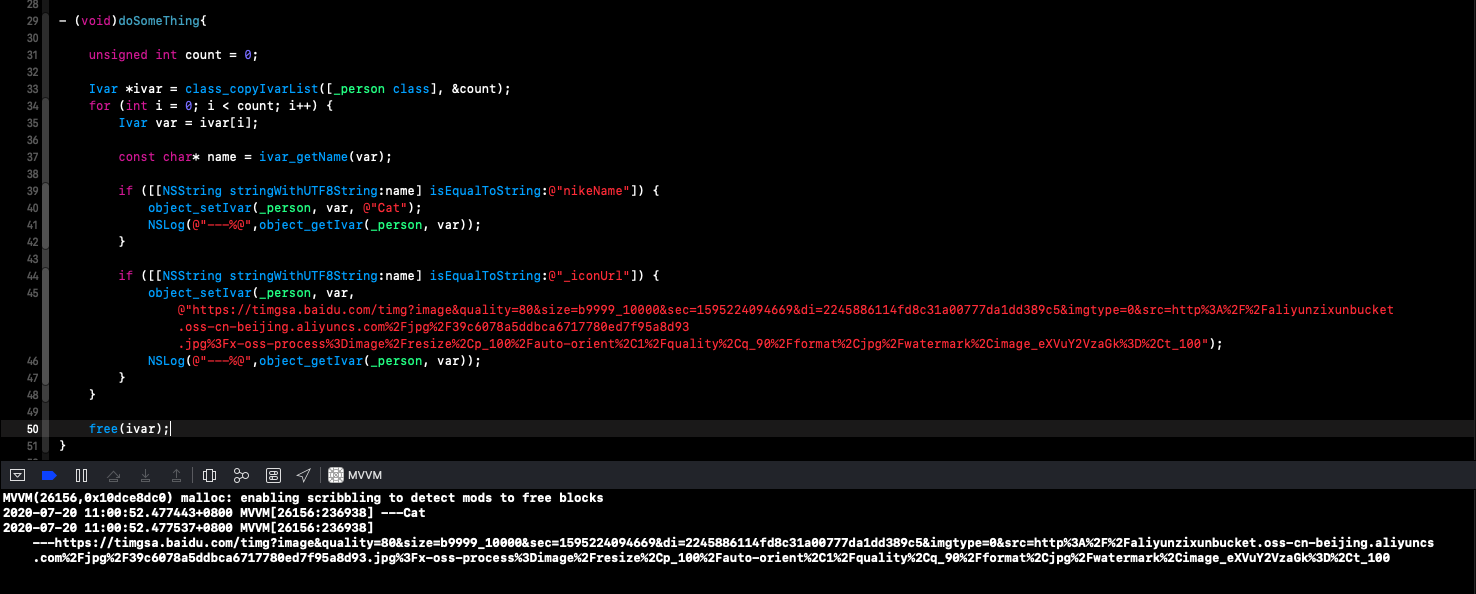 28
29 - (void)doSomeThing{
30
31 unsigned int count = 0;
32
33 Ivar *ivar = class_copyIvarList([_person class], &count);
34 for (int i = 0; i < count; i++) {
35 Ivar var = ivar[i];
36
37 const char* name = ivar_getName(var);
38
39 if ([[NSString stringWithUTF8String:name] isEqualToString:@"nikeName"]) {
40 object_setIvar(_person, var, @"Cat");
41 NSLog(@"---%@",object_getIvar(_person, var));
42 }
43
44 if ([[NSString stringWithUTF8String:name] isEqualToString:@"_iconUrl"]) {
45 object_setIvar(_person, var,
@"https://timgsa.baidu.com/timg?image&quality=80&size=b9999_10000&sec=1595224094669&di=2245886114fd8c31a00777da1dd389c5&imgtype=0&src=http%3A%2F%2Faliyunzixunbucket
.oss-cn-beijing.aliyuncs.com%2Fjpg%2F39c6078a5ddbca6717780ed7f95a8d93
.jpg%3Fx-oss-process%3Dimage%2Fresize%2Cp_100%2Fauto-orient%2C1%2Fquality%2Cq_90%2Fformat%2Cjpg%2Fwatermark%2Cimage_eXVuY2VzaGk%3D%2Ct_100");
46 NSLog(@"---%@",object_getIvar(_person, var));
47 }
48 }
49
50 free(ivar);
51 }
MVVM
MVVM(26156,0x10dce8dc0) malloc: enabling scribbling to detect mods to free blocks
2020-07-20 11:00:52.477443+0800 MVVM[26156:236938] ---Cat
2020-07-20 11:00:52.477537+0800 MVVM[26156:236938]
---https://timgsa.baidu.com/timg?image&quality=80&size=b9999_10000&sec=1595224094669&di=2245886114fd8c31a00777da1dd389c5&imgtype=0&src=http%3A%2F%2Faliyunzixunbucket.oss-cn-beijing.aliyuncs
.com%2Fjpg%2F39c6078a5ddbca6717780ed7f95a8d93.jpg%3Fx-oss-process%3Dimage%2Fresize%2Cp_100%2Fauto-orient%2C1%2Fquality%2Cq_90%2Fformat%2Cjpg%2Fwatermark%2Cimage_eXVuY2VzaGk%3D%2Ct_100